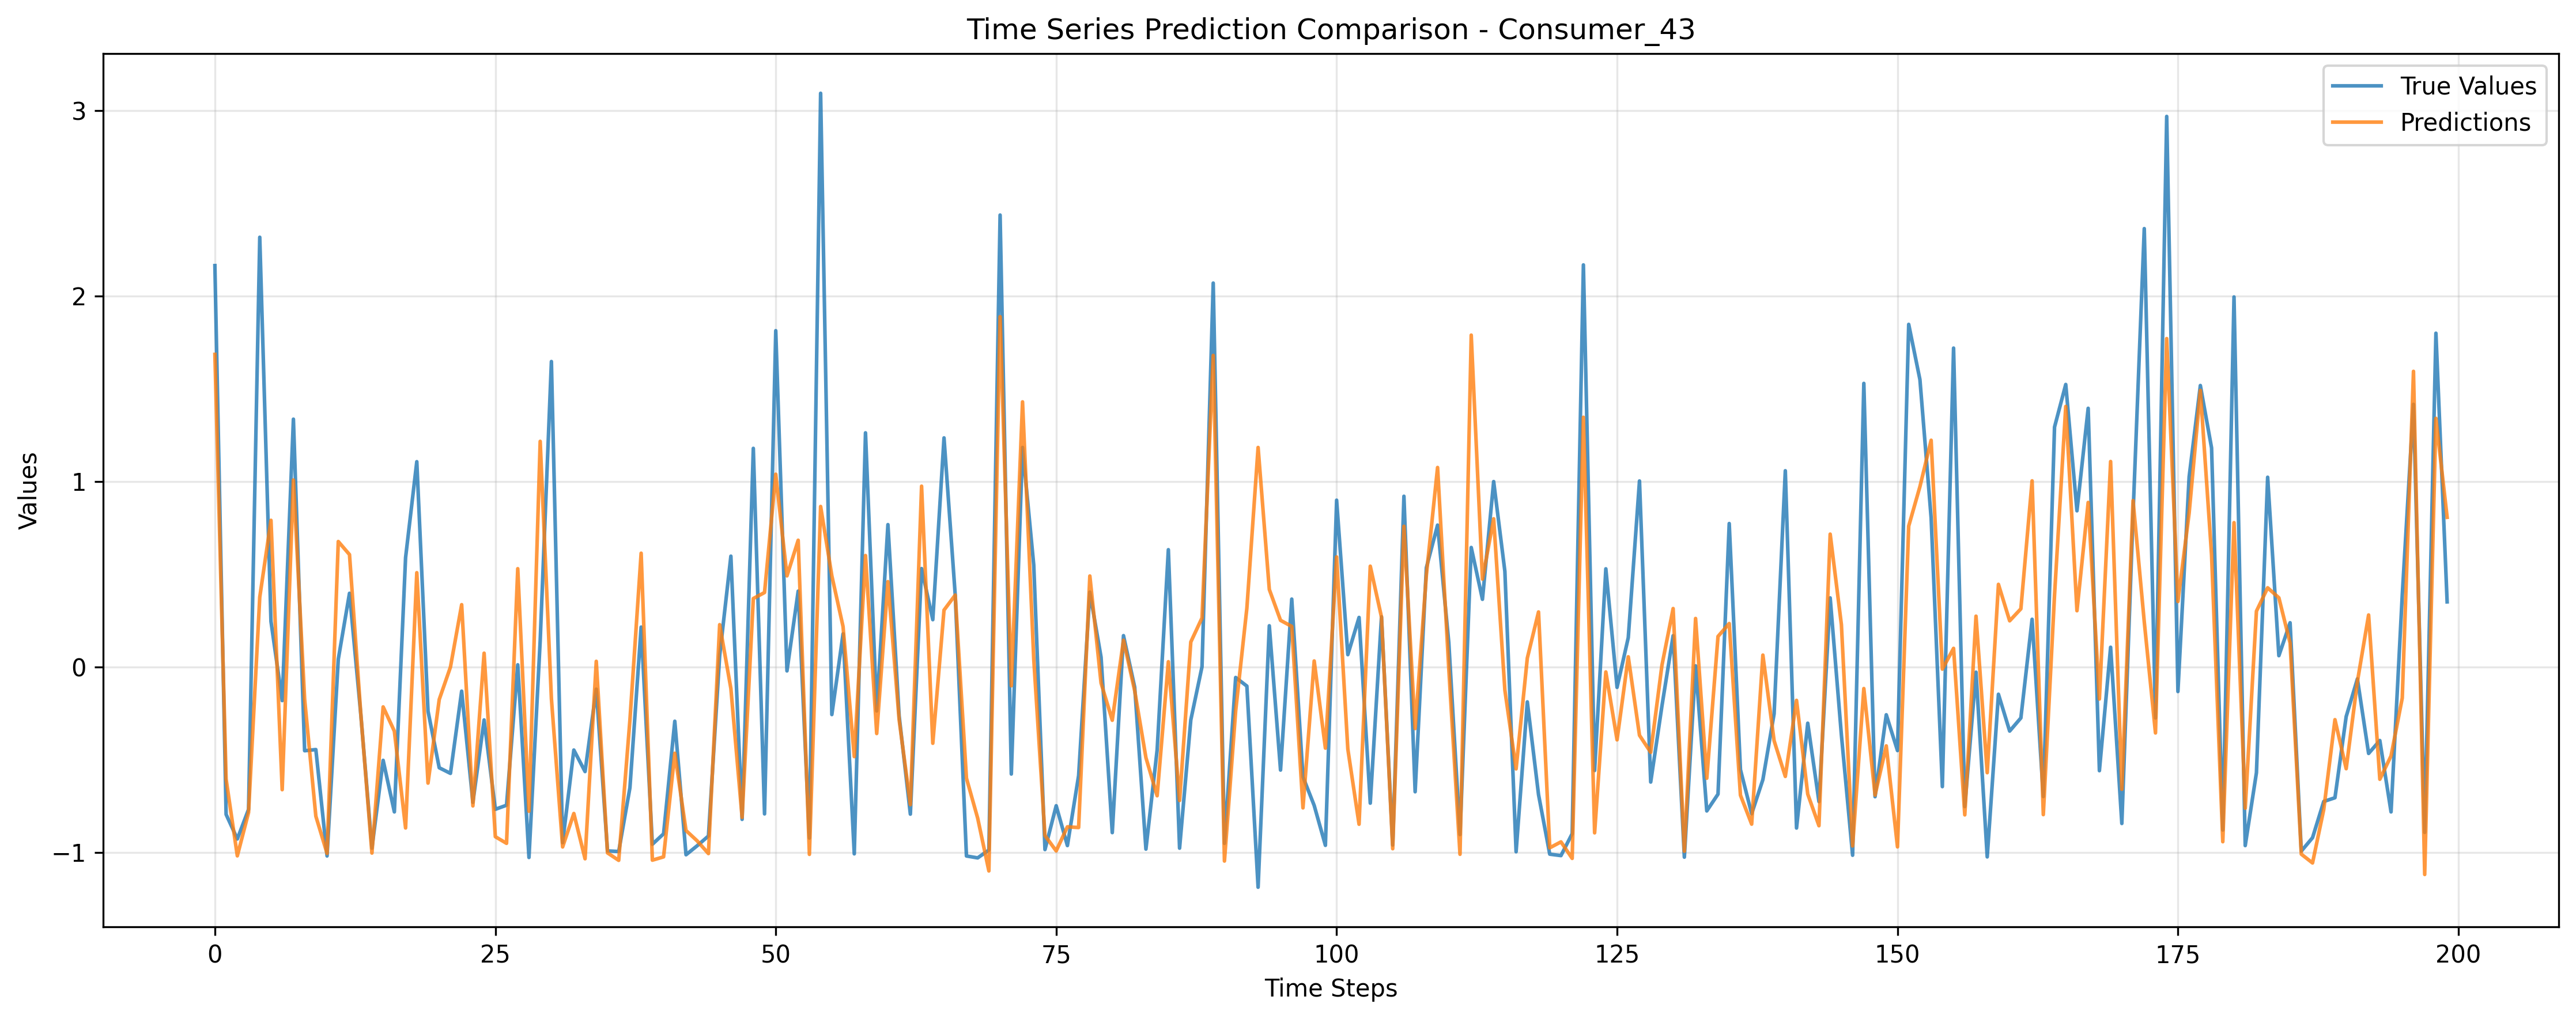 Time Series Prediction Comparison - Consumer_43
True Values
Predictions
Values
3
2
1
0
−1
0 25 50 75 100 125 150 175 200
Time Steps